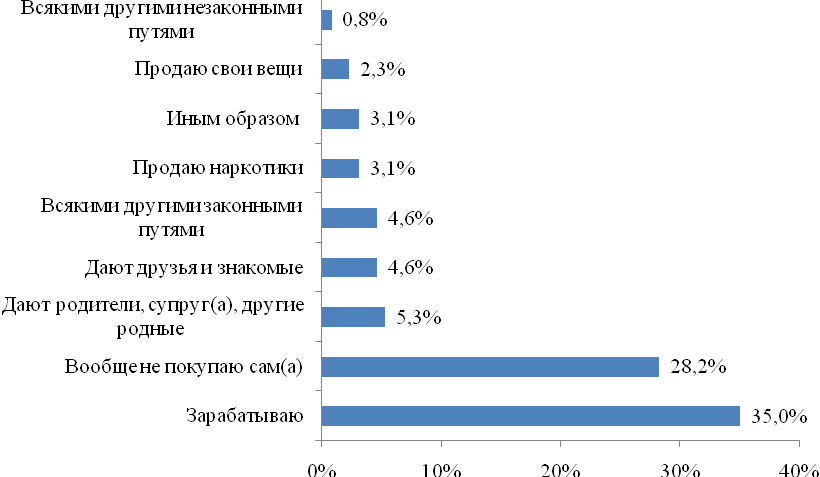 Всякими другими незаконными
путями
0,8%
Продаю свои вещи
2,3%
Иным образом
3,1%
Продаю наркотики
3,1%
Всякими другими законными
путями
4,6%
Дают друзья и знакомые
4,6%
Дают родители, супруг(а), другие
родные
5,3%
Вообще не покупаю сам(а)
28,2%
Зарабатываю
35,0%
0% 10% 20% 30% 40%